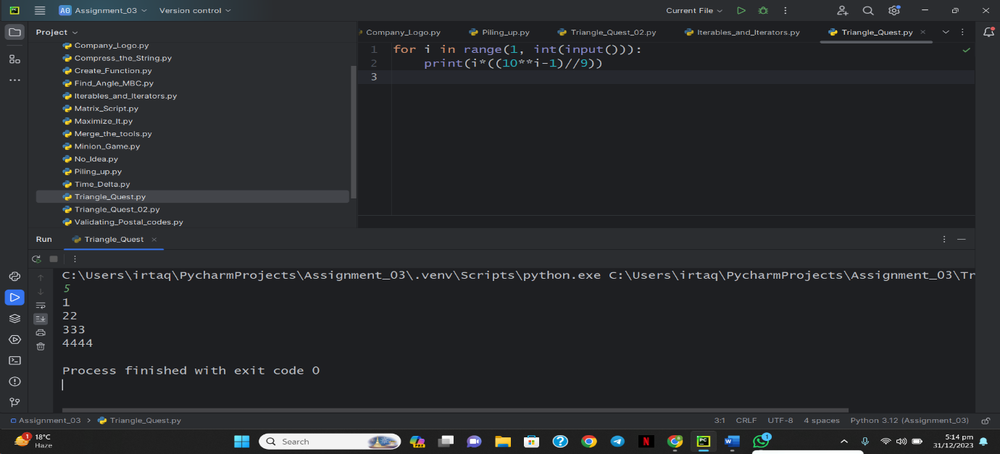 PC
A0 Assignment_03 Version control Current File
Project
Company_Logo.py Piling_up.py Triangle_Quest_02.py Iterables_and_Iterators.py Triangle_Quest.py
Company_Logo.py
Compress_the_String.py
Create_Function.py
Find_Angle_MBC.py
Iterables_and_Iterators.py
Matrix_Script.py
Maximize_It.py
Merge_the_tools.py
Minion_Game.py
No_Idea.py
Piling_up.py
Time_Delta.py
Triangle_Quest.py
Triangle_Quest_02.py
Validating_Postal_codes.py
1 for i in range(1, int(input())):
2 print(i*((10**i-1)//9))
3
Run Triangle_Quest
C:\Users\irtaq\PycharmProjects\Assignment_03\.venv\Scripts\python.exe C:\Users\irtaq\PycharmProjects\Assignment_03\Tr
5
1
22
333
4444
Process finished with exit code 0
Assignment_03 > Triangle_Quest.py 3:1 CRLF UTF-8 4 spaces Python 3.12 (Assignment_03)
1 18°C
Haze
Search
PRE
N
PC
W
1
5:14 pm
31/12/2023